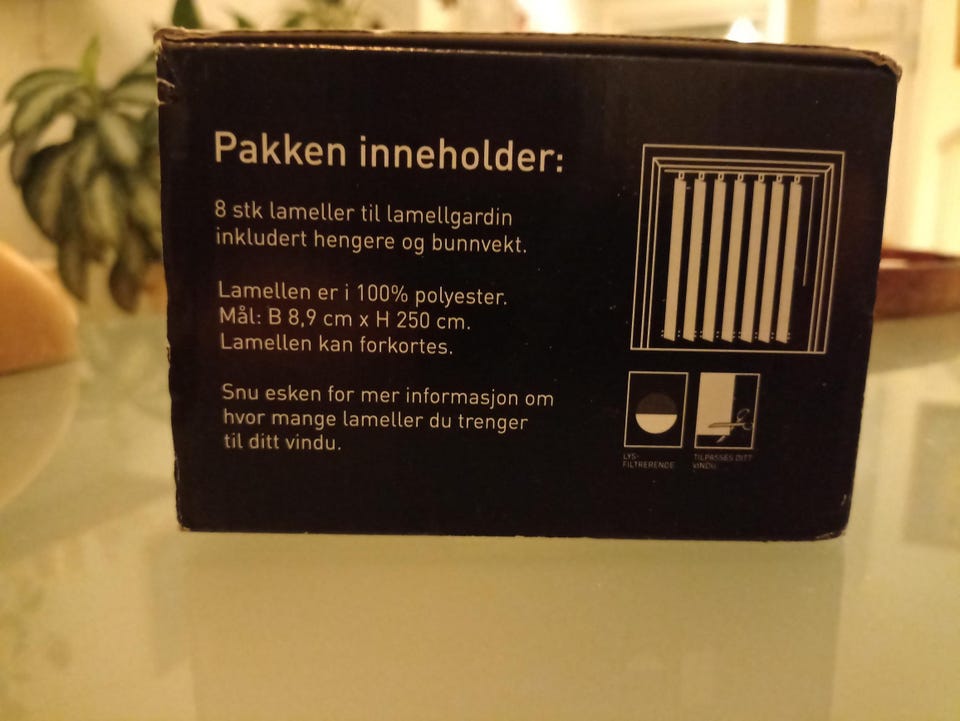 Pakken inneholder:
8 stk lameller til lamellgardin
inkludert hengere og bunnvekt.
Lamellen er i 100% polyester.
Mål: B 8,9 cm x H 250 cm.
Lamellen kan forkortes.
Snu esken for mer informasjon om
hvor mange lameller du trenger
til ditt vindu.
LYS-
FILTRERENDE
TILPASSES DITT
VINDU